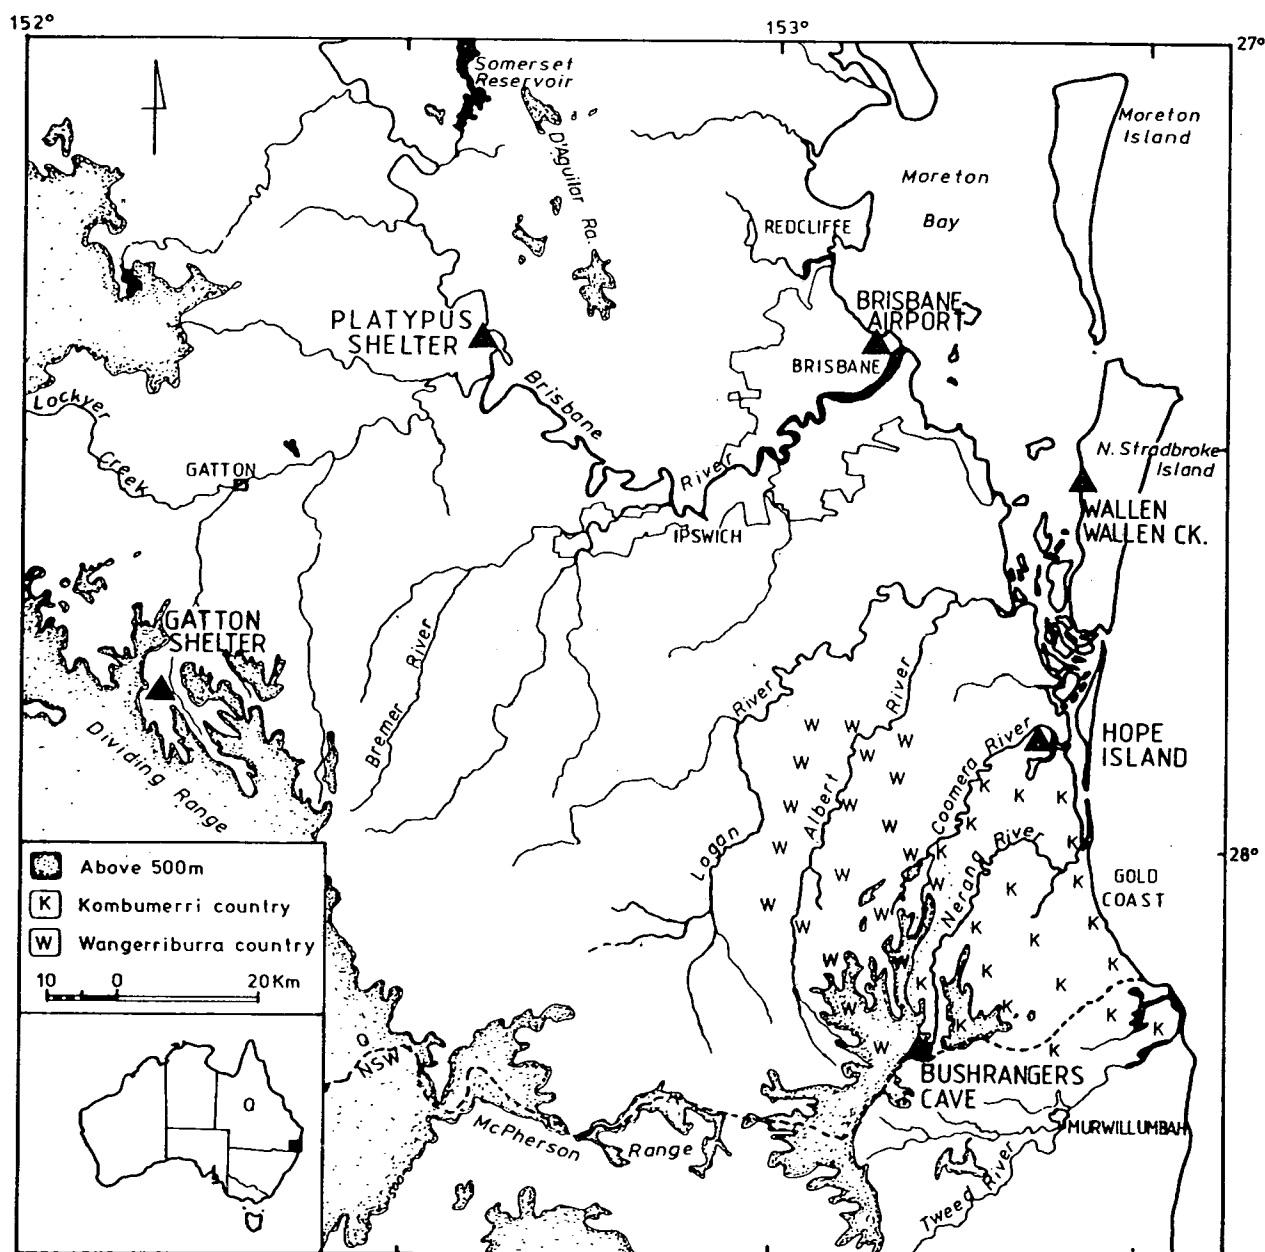 152°
153°
27°
Somerset
Reservoir
D'Aguilar Ra.
Moreton
Island
Moreton
Bay
REDCLIFFE
PLATYPUS
SHELTER
BRISBANE
AIRPORT
BRISBANE
Brisbane
River
Lockyer
Creek
GATTON
N. Stradbroke
Island
WALLEN
WALLEN CK.
IPSWICH
GATTON
SHELTER
Bremer
River
Dividing Range
Logan
River
Albert
River
Coomera
River
HOPE
ISLAND
Nerang
River
28°
GOLD
COAST
W W
W W W
W W
W W W
W W
W W W
W W
W W
W W
W
W
K
K K
K K
K
K K
K K
K
K K
K K
K K
K K
K K
Above 500m
K Kombumerri country
W Wangerriburra country
10 0 20 Km
Q
Q
NSW
McPherson
Range
500
BUSHRANGERS
CAVE
MURWILLUMBAH
Tweed River